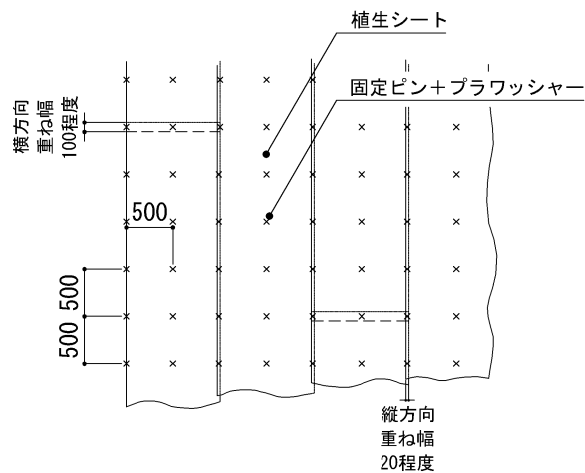 植生シート
固定ピン＋プラワッシャー
横方向
重ね幅
100程度
500
500
500
縦方向
重ね幅
20程度